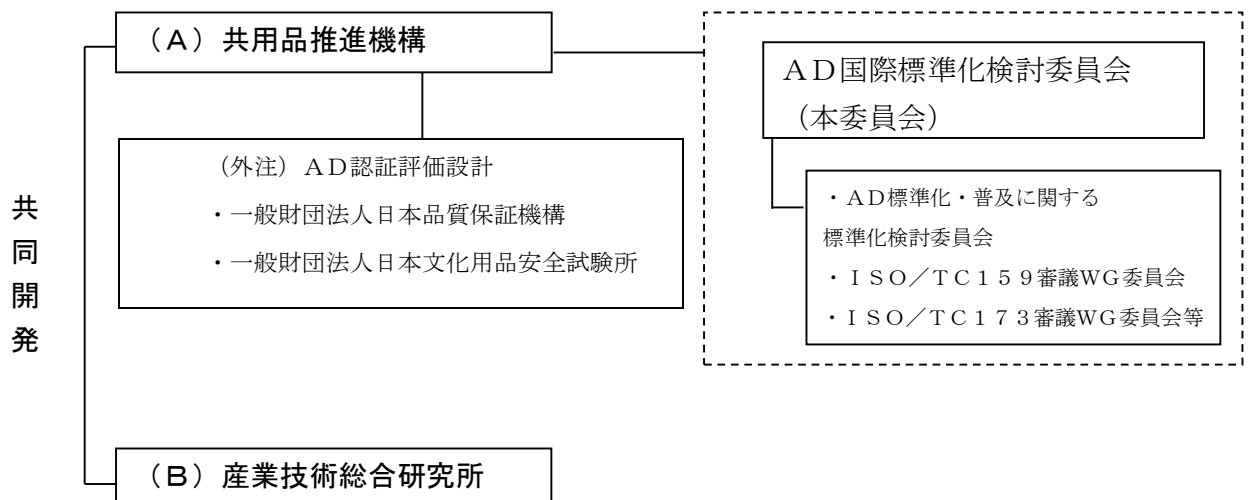 （A）共用品推進機構
AD国際標準化検討委員会
（本委員会）
（外注）AD認証評価設計
・一般財団法人日本品質保証機構
・一般財団法人日本文化用品安全試験所
・AD標準化・普及に関する
標準化検討委員会
・ISO／TC159審議WG委員会
・ISO／TC173審議WG委員会等
共同開発
（B）産業技術総合研究所